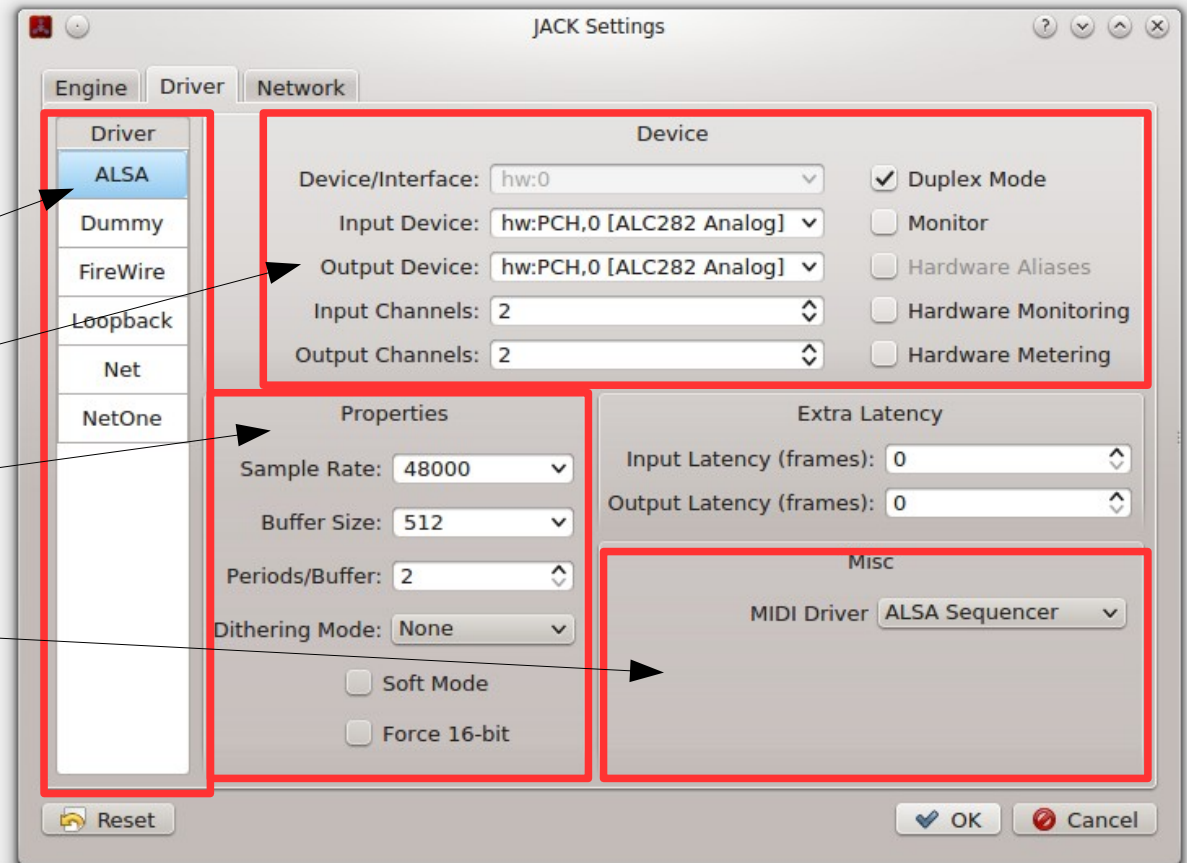 JACK Settings
Engine
Driver
Network
Driver
ALSA
Dummy
FireWire
Loopback
Net
NetOne
Device
Device/Interface: hw:0
Input Device: hw:PCH,0 [ALC282 Analog]
Output Device: hw:PCH,0 [ALC282 Analog]
Input Channels: 2
Output Channels: 2
Duplex Mode
Monitor
Hardware Aliases
Hardware Monitoring
Hardware Metering
Properties
Sample Rate: 48000
Buffer Size: 512
Periods/Buffer: 2
Dithering Mode: None
Soft Mode
Force 16-bit
Extra Latency
Input Latency (frames): 0
Output Latency (frames): 0
Misc
MIDI Driver ALSA Sequencer
Reset
OK
Cancel